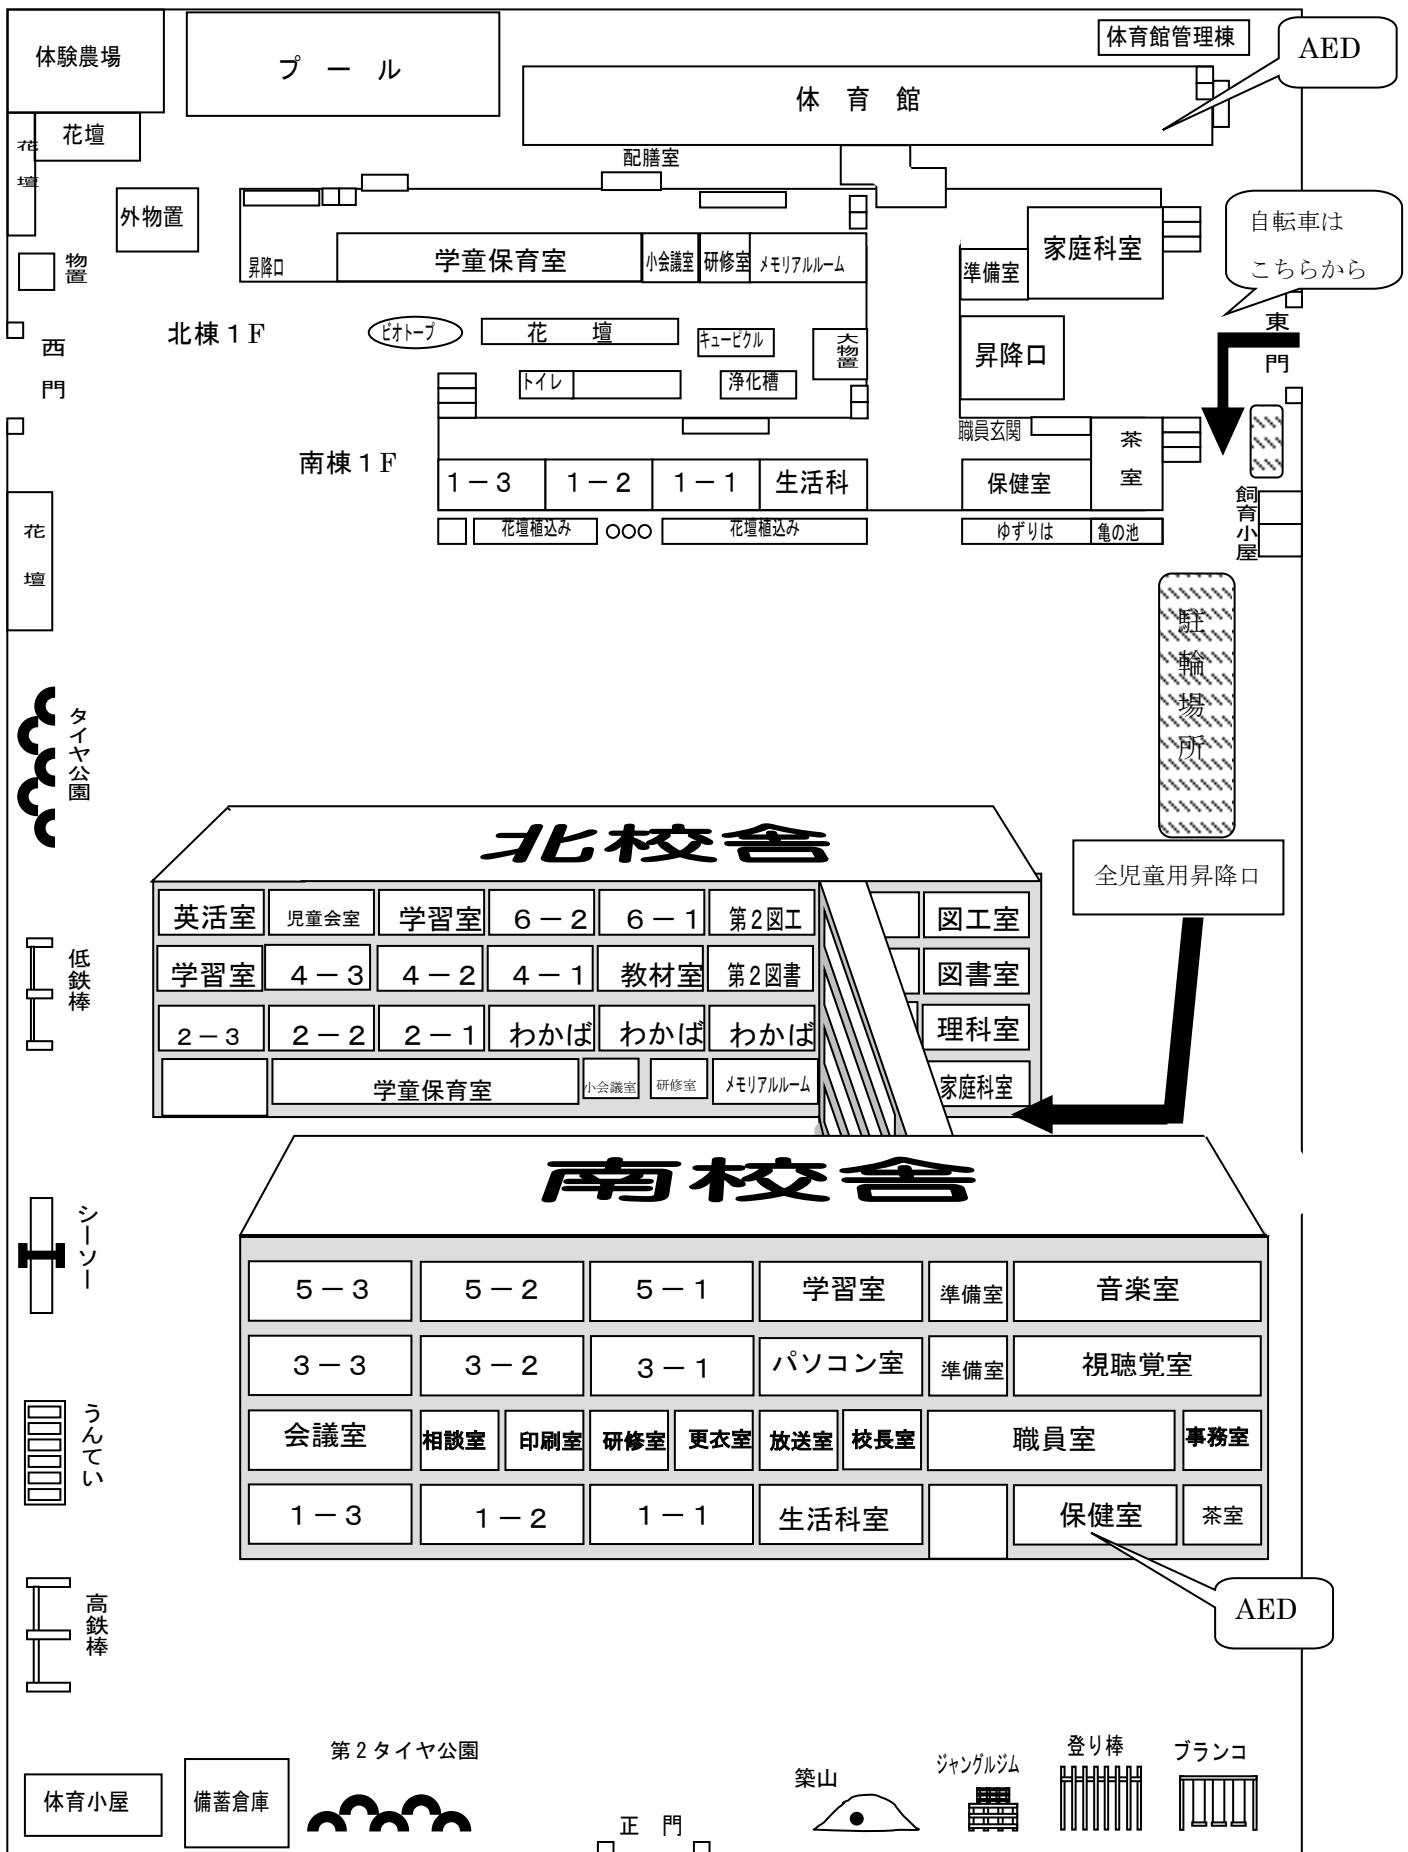 体験農場
プール
体育館管理棟
AED
体育館
花壇
花壇
配膳室
外物置
自転車は
こちらから
物置
昇降口
学童保育室
小会議室
研修室
メモリアルルーム
準備室
家庭科室
西門
北棟1F
ビオトープ
花壇
キュービクル
大物置
昇降口
東門
トイレ
浄化槽
南棟1F
職員玄関
茶室
1-3
1-2
1-1
生活科
保健室
飼育小屋
花壇植込み
花壇植込み
ゆずりは
亀の池
花壇
駐輪場所
タイヤ公園
北校舎
全児童用昇降口
英活室
児童会室
学習室
6-2
6-1
第2図工
図工室
学習室
4-3
4-2
4-1
教材室
第2図書
図書室
低鉄棒
2-3
2-2
2-1
わかば
わかば
わかば
理科室
学童保育室
小会議室
研修室
メモリアルルーム
家庭科室
南校舎
シーソー
5-3
5-2
5-1
学習室
準備室
音楽室
3-3
3-2
3-1
パソコン室
準備室
視聴覚室
うんてい
会議室
相談室
印刷室
研修室
更衣室
放送室
校長室
職員室
事務室
1-3
1-2
1-1
生活科室
保健室
茶室
高鉄棒
AED
第2タイヤ公園
築山
ジャングルジム
登り棒
ブランコ
体育小屋
備蓄倉庫
正門